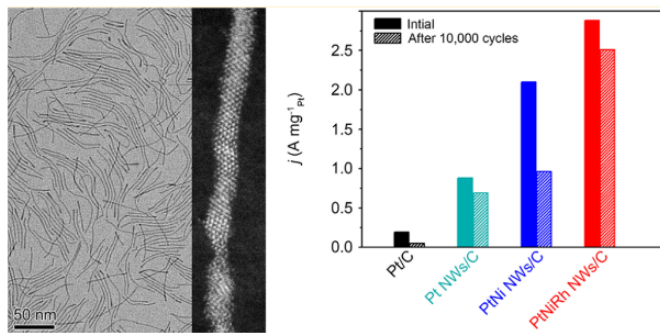 50 nm
Intial
After 10,000 cycles
j (A mg⁻¹Pt)
2.5
2.0
1.5
1.0
0.5
0.0
Pt/C
Pt NWs/C
PtNi NWs/C
PtNiRh NWs/C